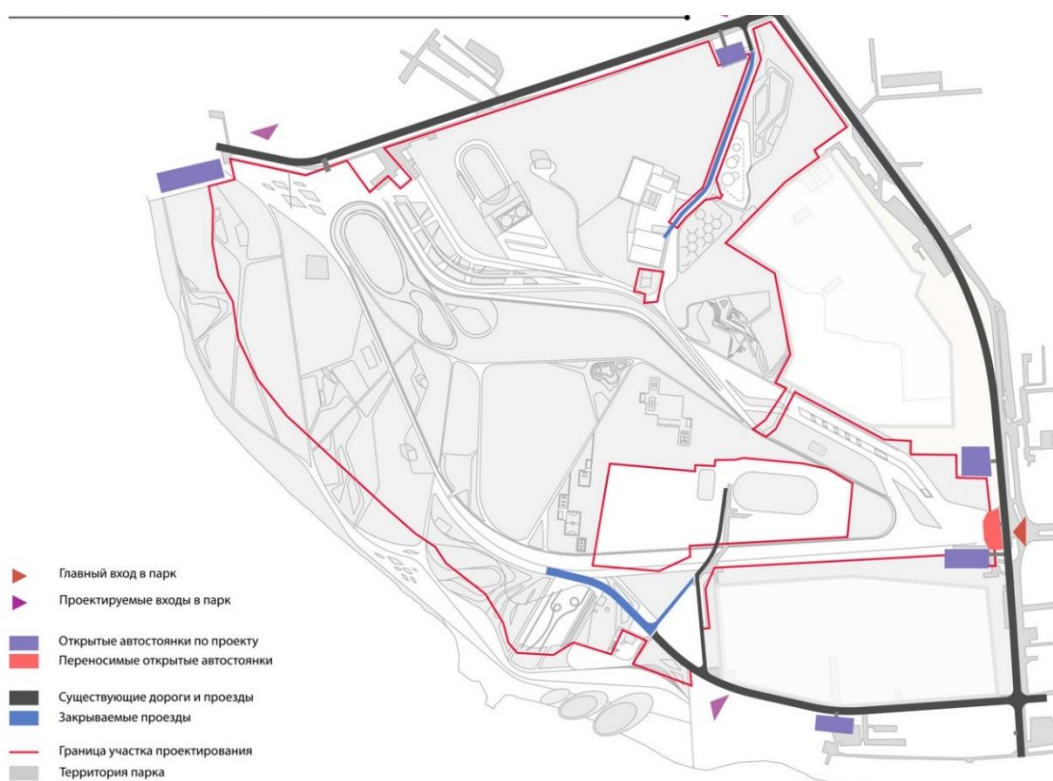 Главный вход в парк
Проектируемые входы в парк
Открытые автостоянки по проекту
Переносимые открытые автостоянки
Существующие дороги и проезды
Закрываемые проезды
Граница участка проектирования
Территория парка